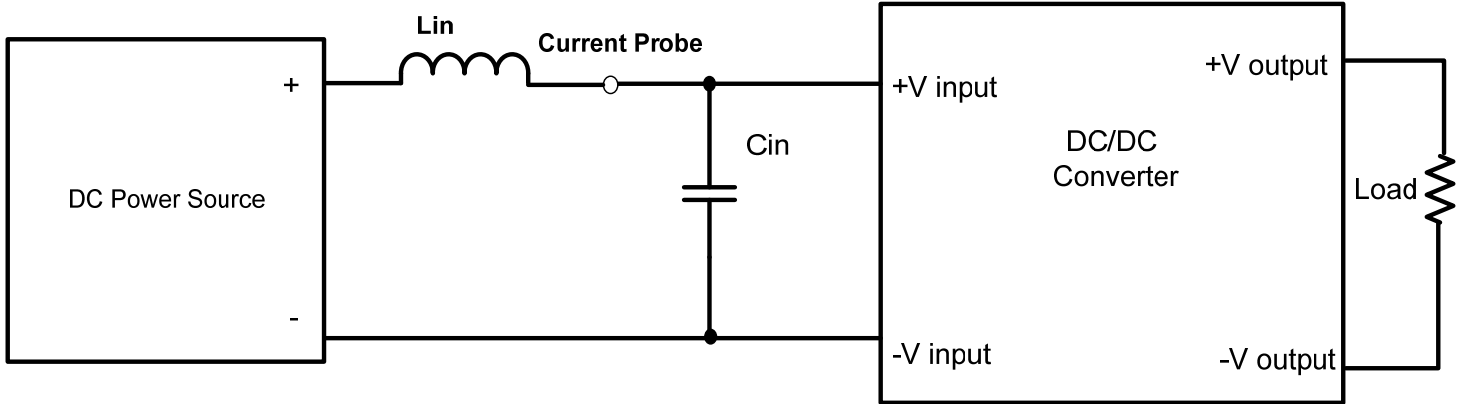 Lin
Current Probe
+
+V input
+V output
Cin
DC/DC
Converter
DC Power Source
Load
-
-V input
-V output